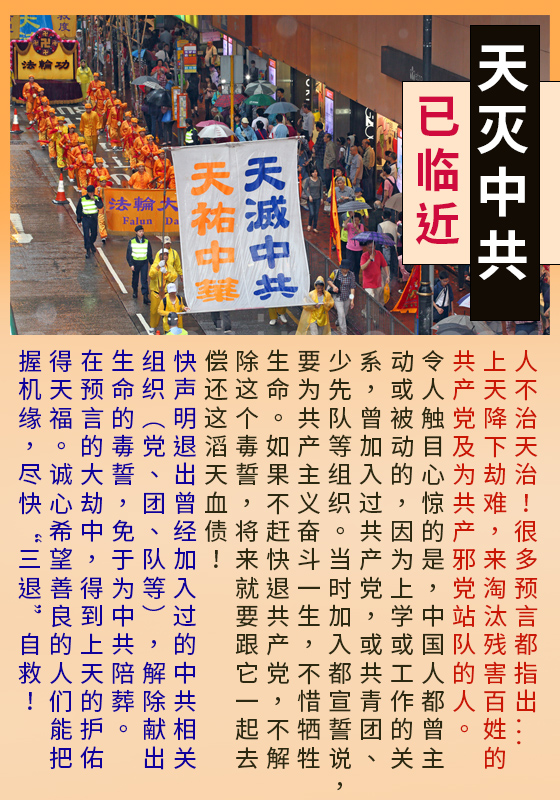 天灭中共
已临近
法輪功
法輪大
Falun Da
天滅中共
天祐中華
人不治天治！很多预言都指出：
上天降下劫难，来淘汰残害百姓的
共产党及为共产邪党站队的人。
令人触目心惊的是，中国人都曾主
动或被动的，因为上学或工作的关
系，曾加入过共产党，或共青团、
少先队等组织。当时加入都宣誓说，
要为共产主义奋斗一生，不惜牺牲
生命。如果不赶快退共产党，不解
除这个毒誓，将来就要跟它一起去
偿还这滔天血债！
快声明退出曾经加入过的中共相关
组织（党、团、队等），解除献出
生命的毒誓，免于为中共陪葬。
在预言的大劫中，得到上天的护佑
得天福。诚心希望善良的人们能把
握机缘，尽快“三退”自救！